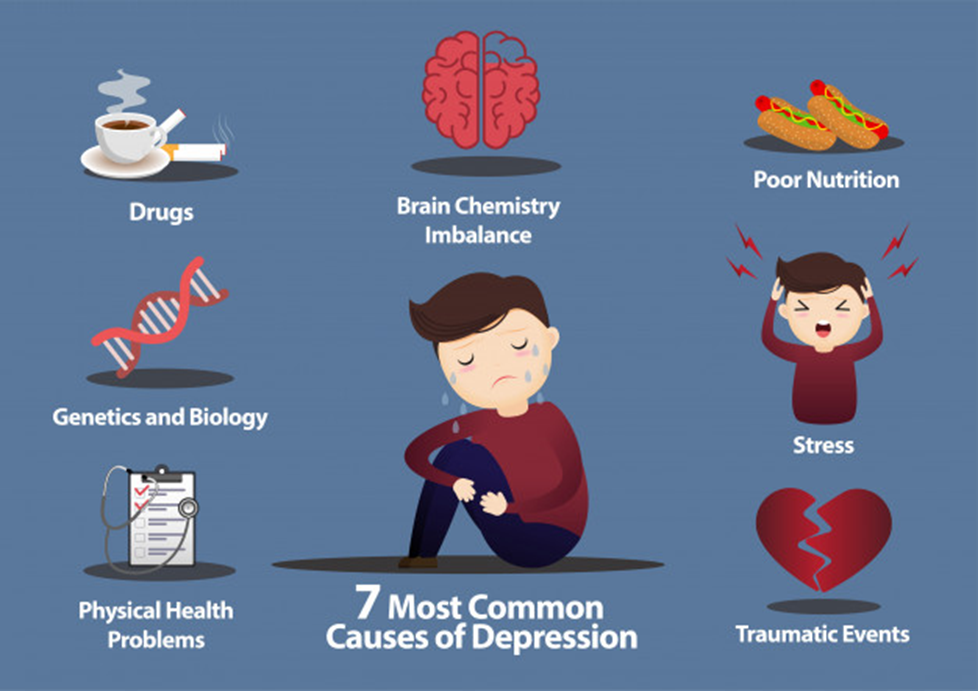 Drugs
Brain Chemistry
Imbalance
Poor Nutrition
Genetics and Biology
Stress
Physical Health
Problems
7 Most Common
Causes of Depression
Traumatic Events